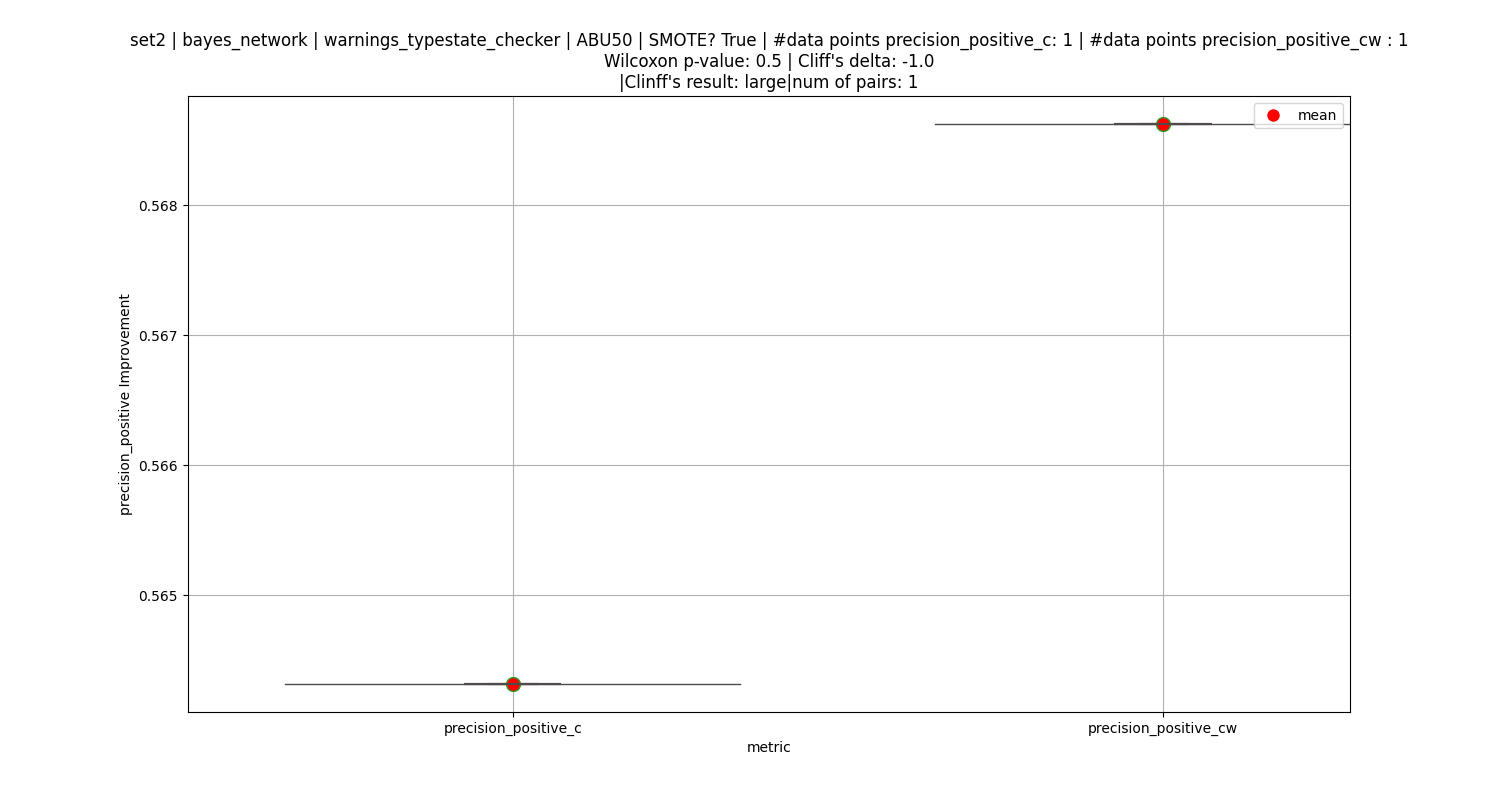 set2 | bayes_network | warnings_typestate_checker | ABU50 | SMOTE? True | #data points precision_positive_c: 1 | #data points precision_positive_cw : 1
Wilcoxon p-value: 0.5 | Cliff's delta: -1.0
|Clinff's result: large|num of pairs: 1
mean
0.568
0.567
0.566
0.565
precision_positive Improvement
precision_positive_c
precision_positive_cw
metric